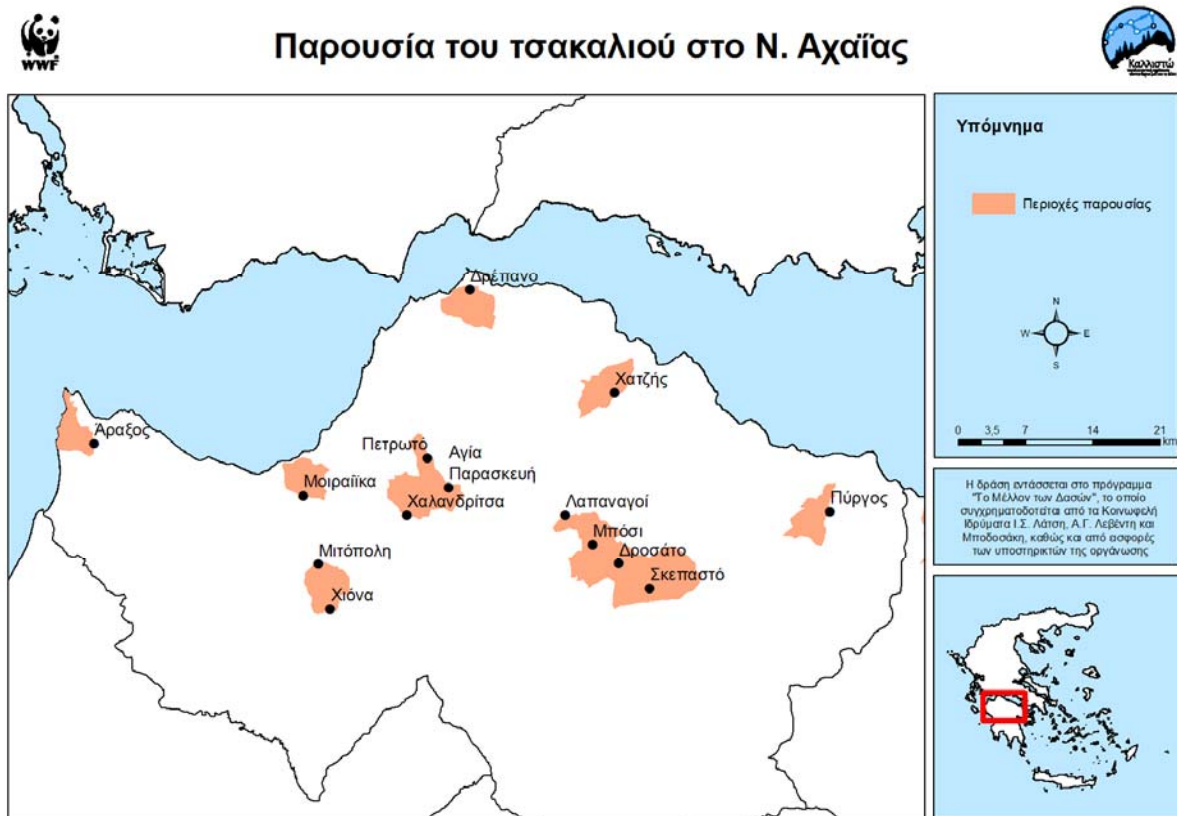 Παρουσία του τσακαλιού στο Ν. Αχαΐας
WWF
Καλλιστώ
Δρέπανο
Χατζής
Άραξος
Πετρωτό
Αγία
Παρασκευή
Μοιραιΐκα
Χαλανδρίτσα
Λαπαναγοί
Πύργος
Μπόσι
Μιτόπολη
Δροσάτο
Σκεπαστό
Χιόνα
Υπόμνημα
Περιοχές παρουσίας
N
W
E
S
0 3,5 7 14 21
km
Η δράση εντάσσεται στο πρόγραμμα
"Το Μέλλον των Δασών", το οποίο
συγχρηματοδοτείται από τα Κοινωφελή
Ιδρύματα Ι.Σ. Λάτση, Α.Γ. Λεβέντη και
Μποδοσάκη, καθώς και από εισφορές
των υποστηρικτών της οργάνωσης